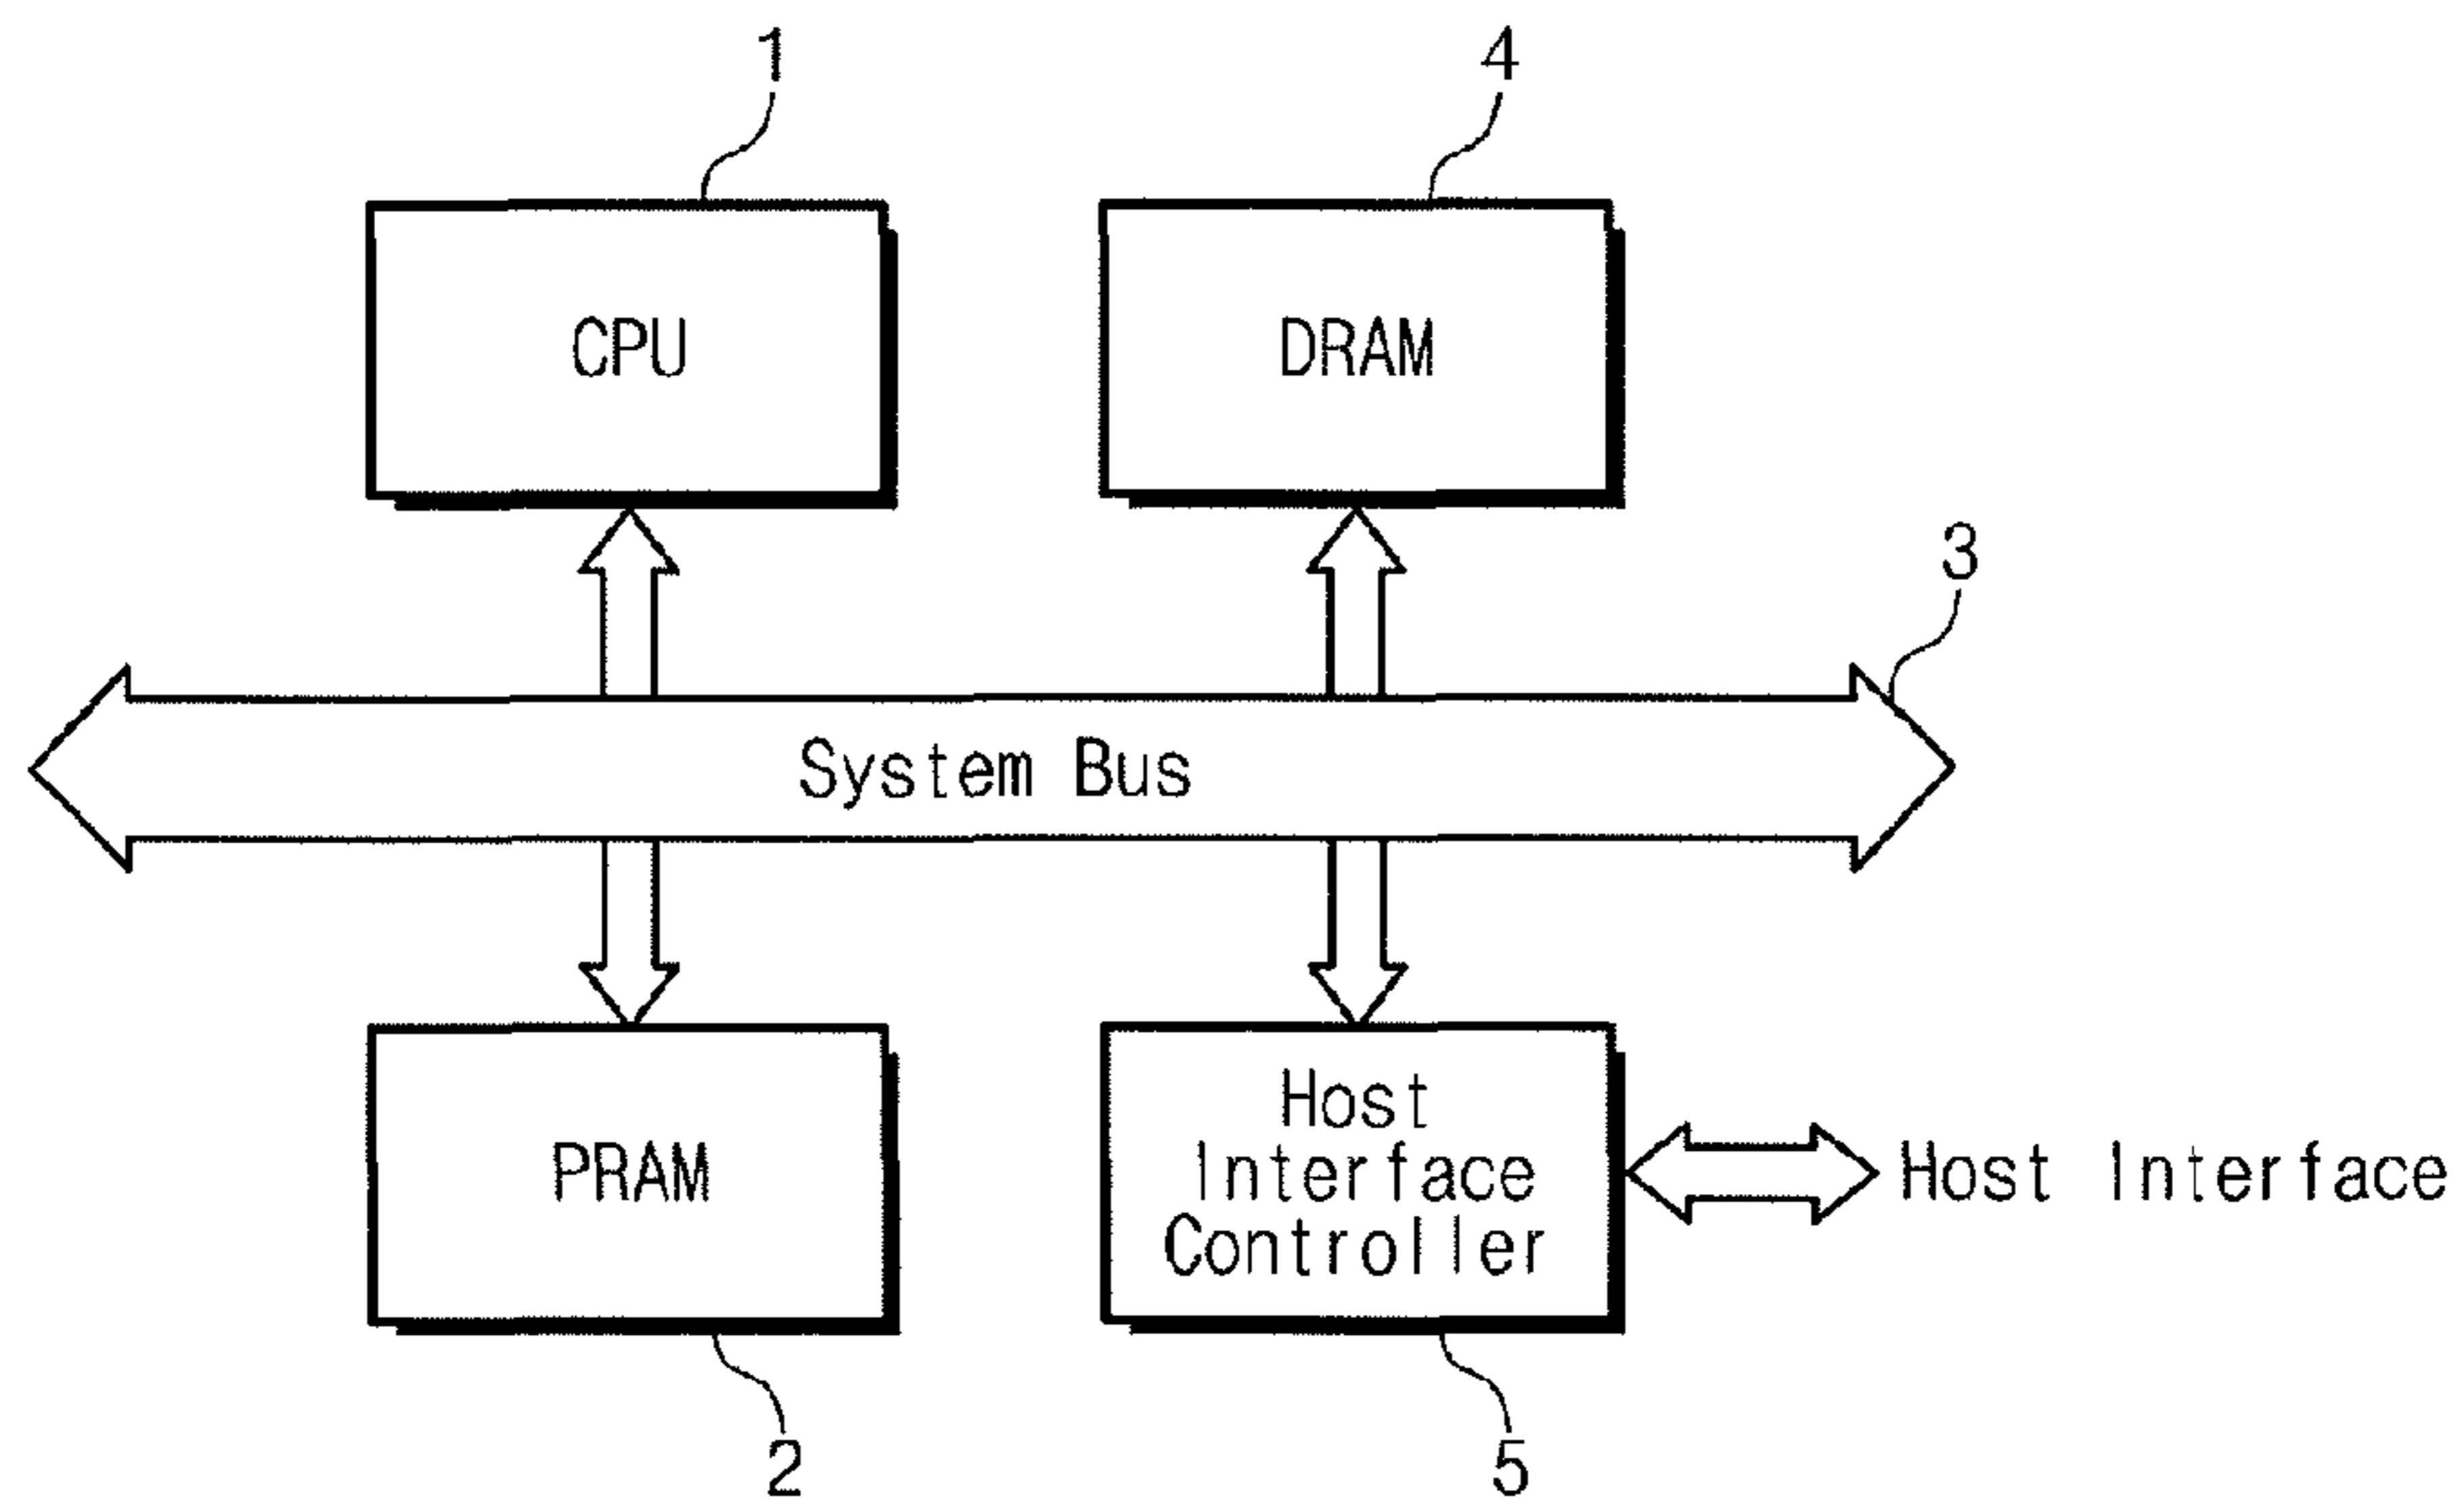 1
4
CPU
DRAM
3
System Bus
PRAM
Host
Interface
Controller
Host Interface
2
5